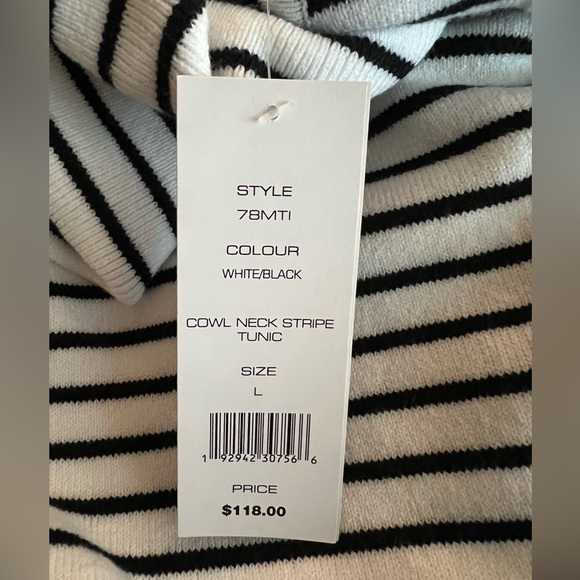 STYLE
78MTI
COLOUR
WHITE/BLACK
COWL NECK STRIPE
TUNIC
SIZE
L
1 92942 30756 6
PRICE
$118.00